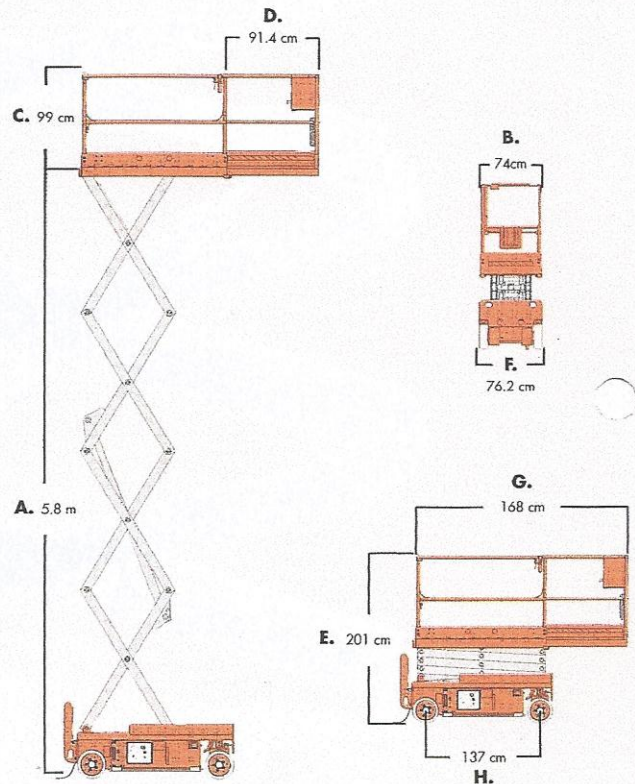 D.
91.4 cm
C. 99 cm
B.
74cm
F.
76.2 cm
A. 5.8 m
G.
168 cm
E. 201 cm
137 cm
H.